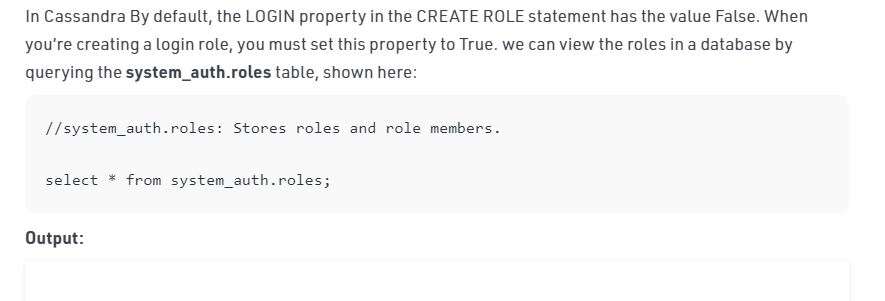 In Cassandra By default, the LOGIN property in the CREATE ROLE statement has the value False. When
you’re creating a login role, you must set this property to True. we can view the roles in a database by
querying the system_auth.roles table, shown here:
//system_auth.roles: Stores roles and role members.
select * from system_auth.roles;
Output: